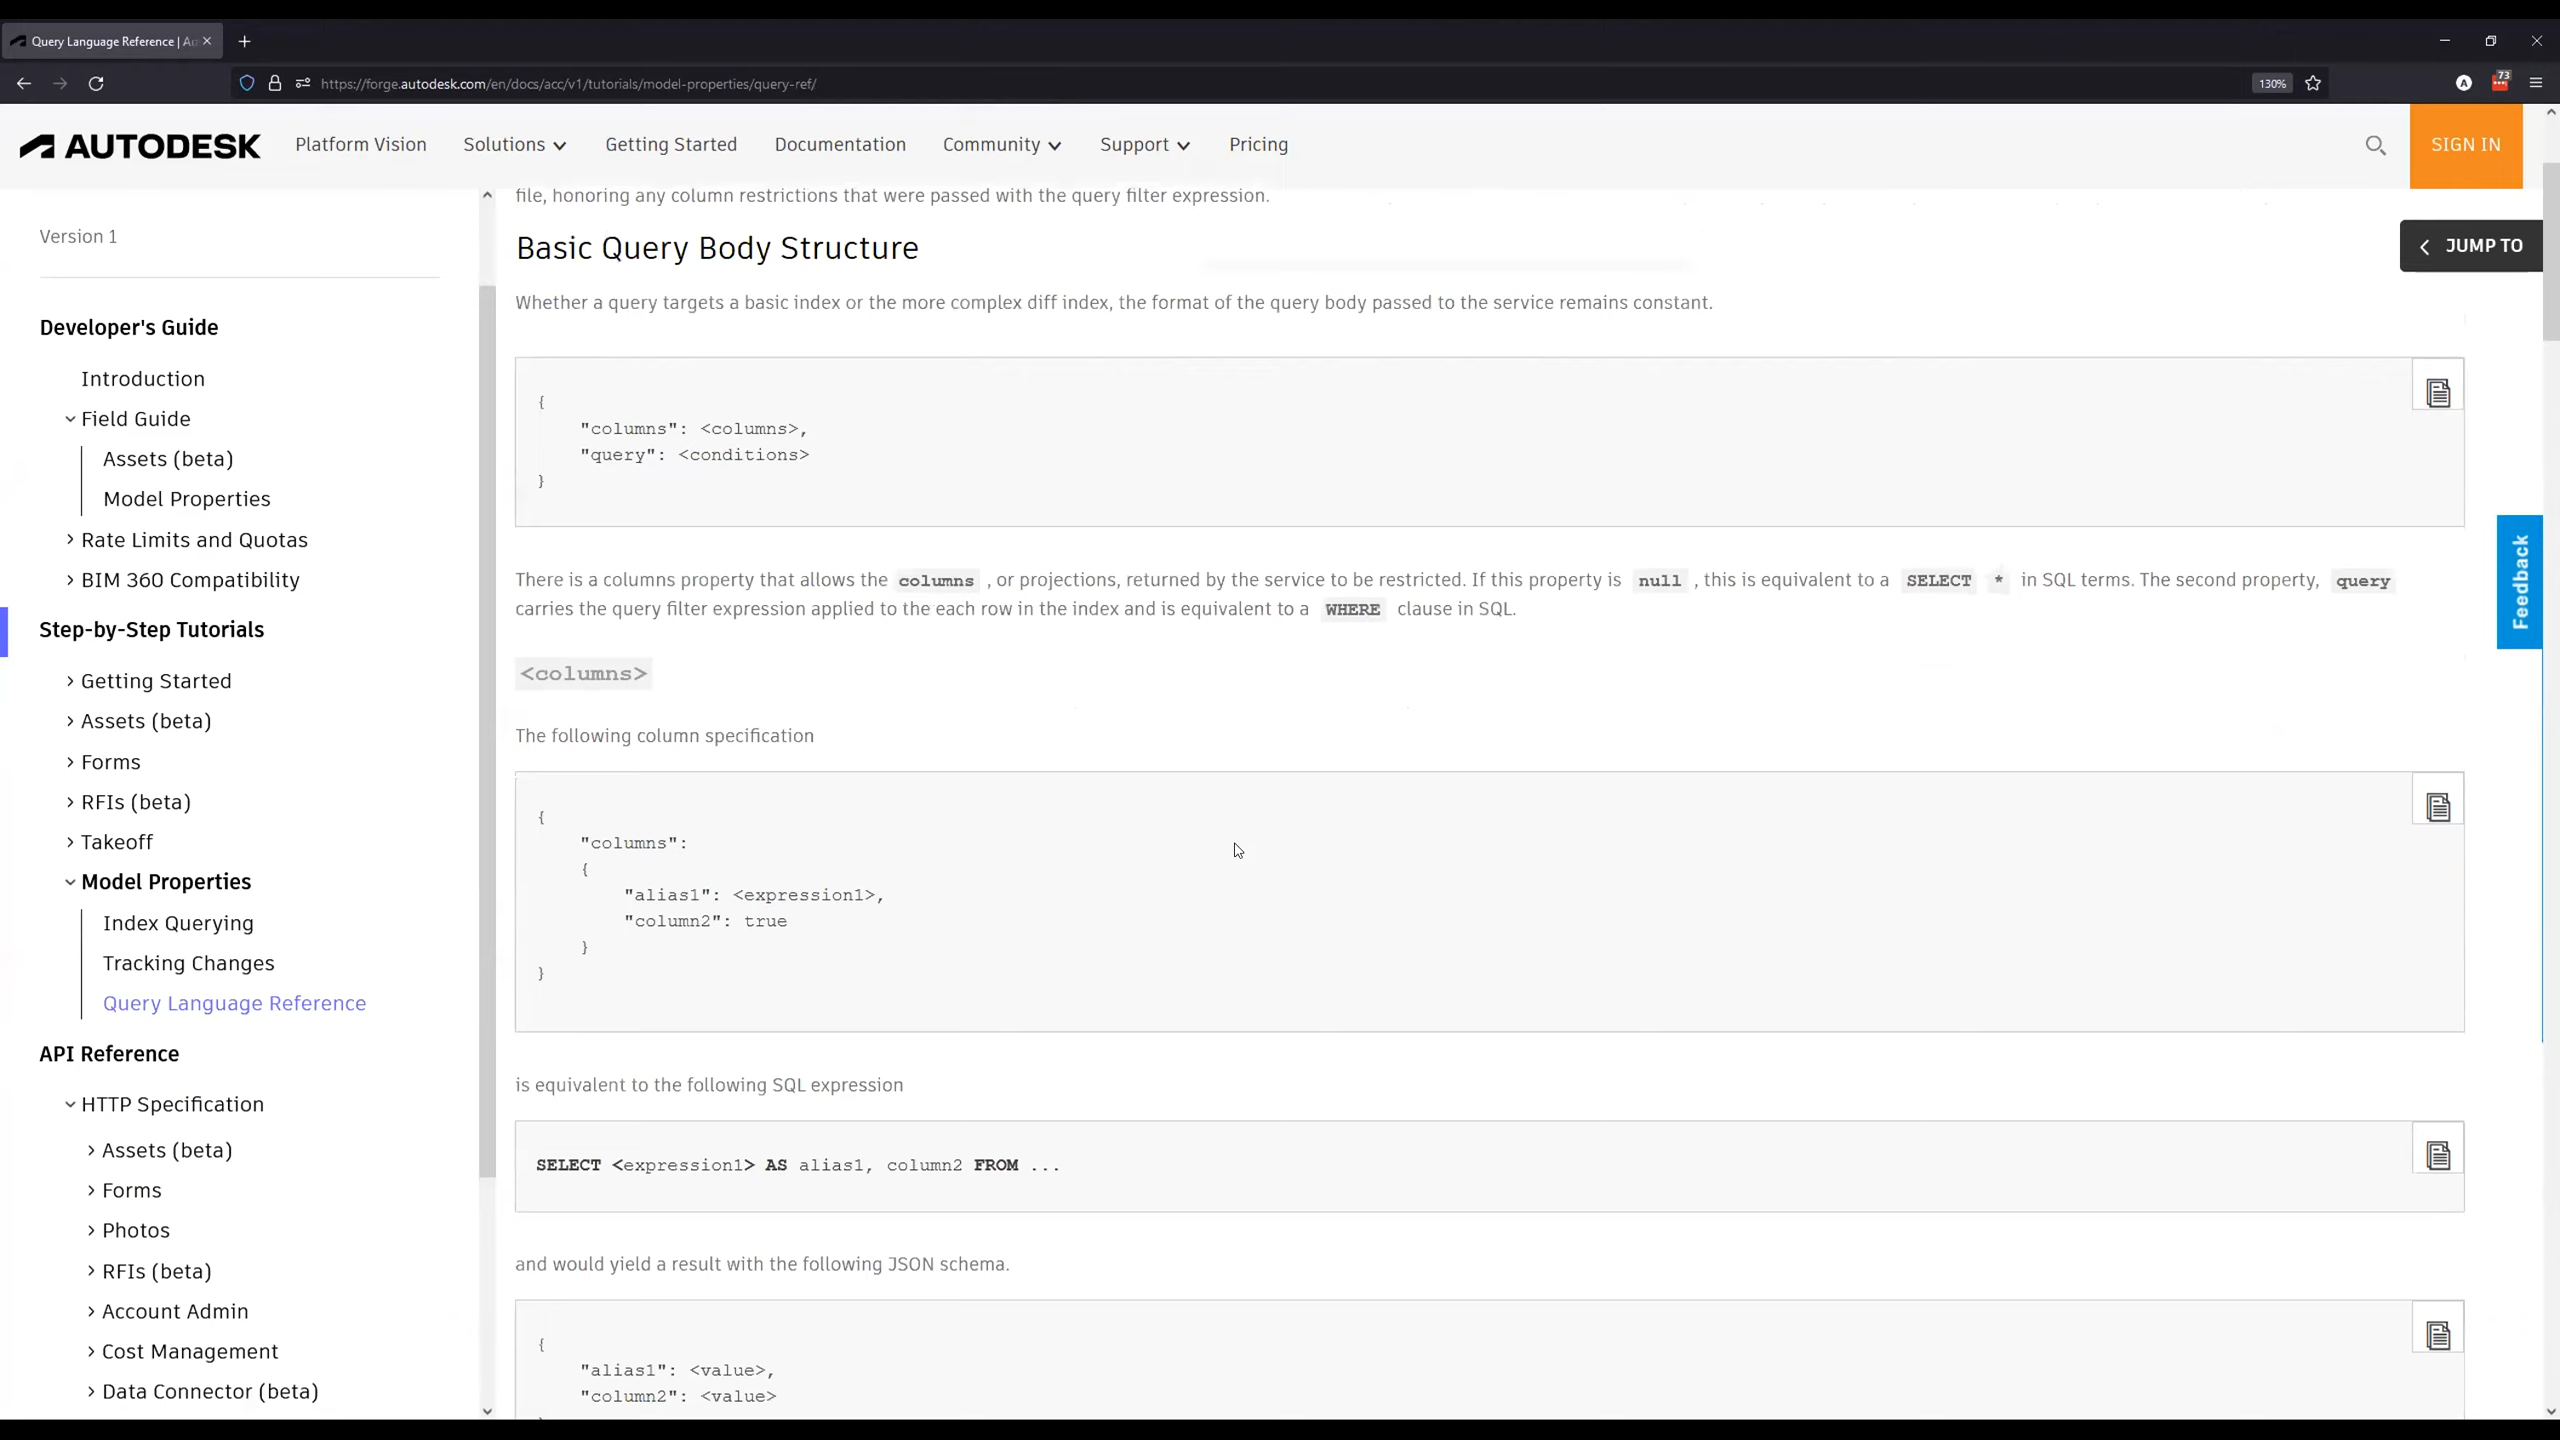 Query Language Reference | Au
https://forge.autodesk.com/en/docs/acc/v1/tutorials/model-properties/query-ref/
130%
A
73
AUTODESK
Platform Vision
Solutions
Getting Started
Documentation
Community
Support
Pricing
SIGN IN
Version 1
Developer's Guide
Introduction
Field Guide
Assets (beta)
Model Properties
Rate Limits and Quotas
BIM 360 Compatibility
Step-by-Step Tutorials
Getting Started
Assets (beta)
Forms
RFIs (beta)
Takeoff
Model Properties
Index Querying
Tracking Changes
Query Language Reference
API Reference
HTTP Specification
Assets (beta)
Forms
Photos
RFIs (beta)
Account Admin
Cost Management
Data Connector (beta)
file, honoring any column restrictions that were passed with the query filter expression.
Basic Query Body Structure
JUMP TO
Whether a query targets a basic index or the more complex diff index, the format of the query body passed to the service remains constant.
{
"columns": <columns>,
"query": <conditions>
}
There is a columns property that allows the columns , or projections, returned by the service to be restricted. If this property is null , this is equivalent to a SELECT * in SQL terms. The second property, query
carries the query filter expression applied to the each row in the index and is equivalent to a WHERE clause in SQL.
Feedback
<columns>
The following column specification
{
"columns":
{
"alias1": <expression1>,
"column2": true
}
}
is equivalent to the following SQL expression
SELECT <expression1> AS alias1, column2 FROM ...
and would yield a result with the following JSON schema.
{
"alias1": <value>,
"column2": <value>